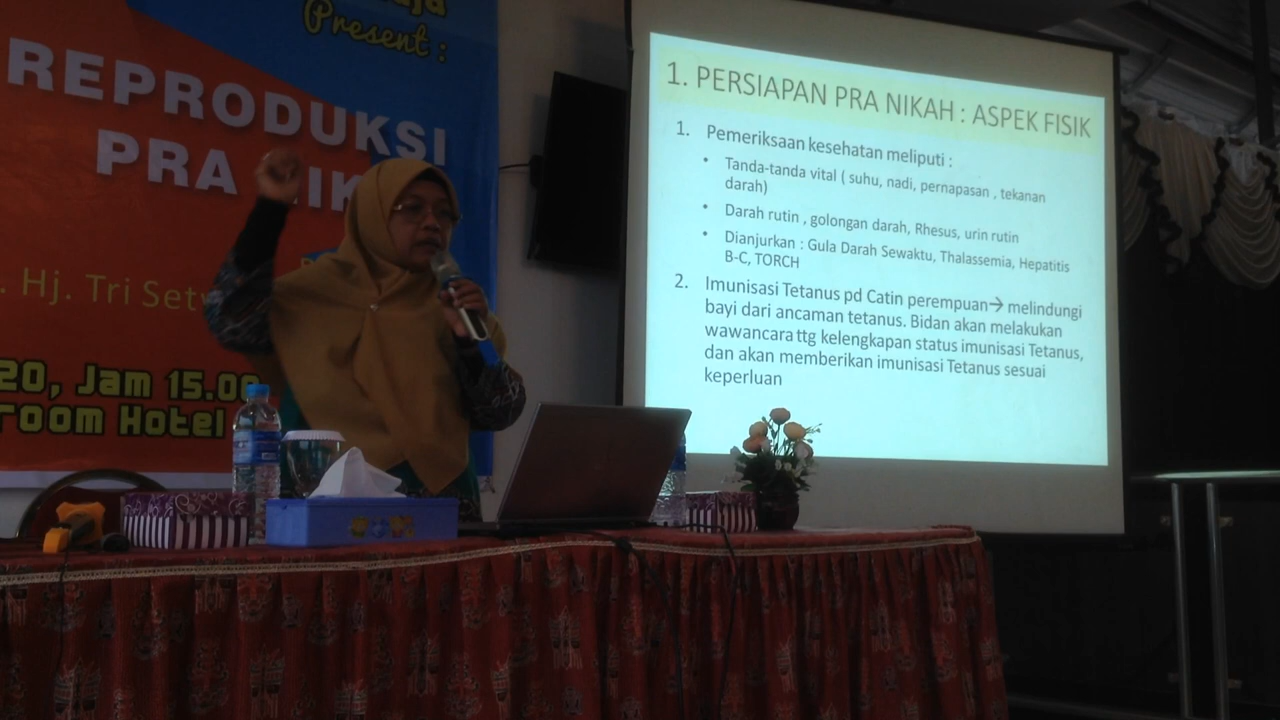 Present :
REPRODUKSI
PRA
. Hj. Tri Sety
20, Jam 15.00
room Hotel
1. PERSIAPAN PRA NIKAH : ASPEK FISIK
1. Pemeriksaan kesehatan meliputi :
• Tanda-tanda vital ( suhu, nadi, pernapasan , tekanan
darah)
• Darah rutin , golongan darah, Rhesus, urin rutin
• Dianjurkan : Gula Darah Sewaktu, Thalassemia, Hepatitis
B-C, TORCH
2. Imunisasi Tetanus pd Catin perempuan→ melindungi
bayi dari ancaman tetanus. Bidan akan melakukan
wawancara ttg kelengkapan status imunisasi Tetanus,
dan akan memberikan imunisasi Tetanus sesuai
keperluan